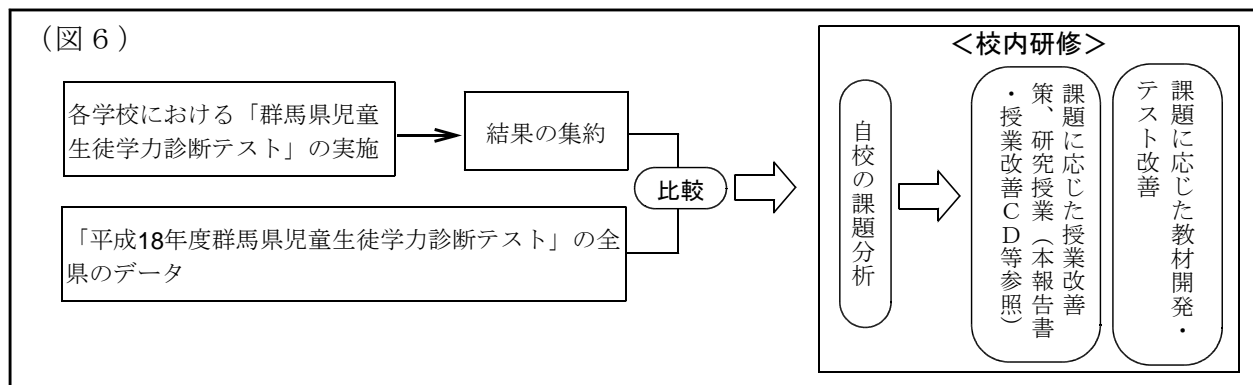 （図６）
各学校における「群馬県児童
生徒学力診断テスト」の実施
結果の集約
「平成18年度群馬県児童生徒学力診断テスト」の全
県のデータ
比較
＜校内研修＞
自校の課題分析
課題に応じた授業改善
策、研究授業（本報告書
・授業改善ＣＤ等参照）
課題に応じた教材開発・
テスト改善